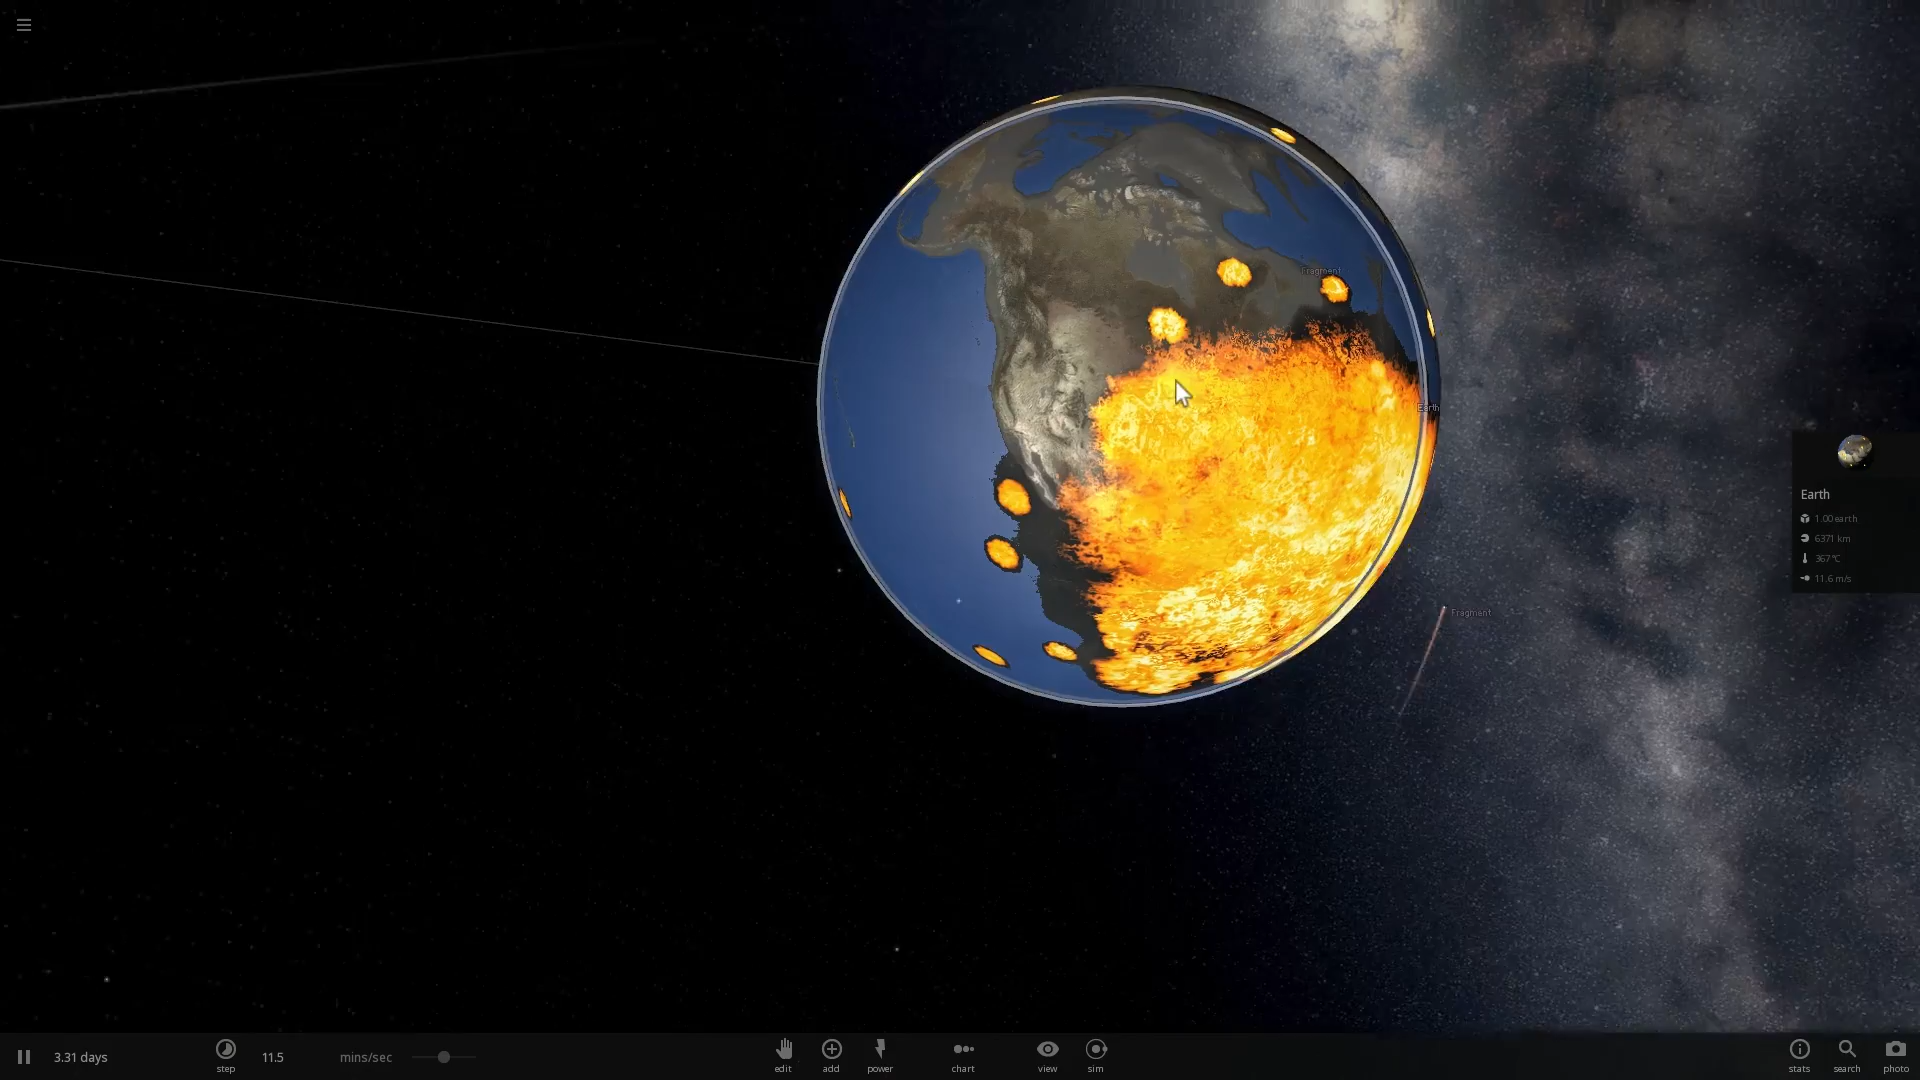 Fragment
Earth
Earth
1.00 earth
6371 km
367°C
11.6 m/s
Fragment
3.31 days
step
11.5
mins/sec
edit
add
power
chart
view
sim
stats
search
photo